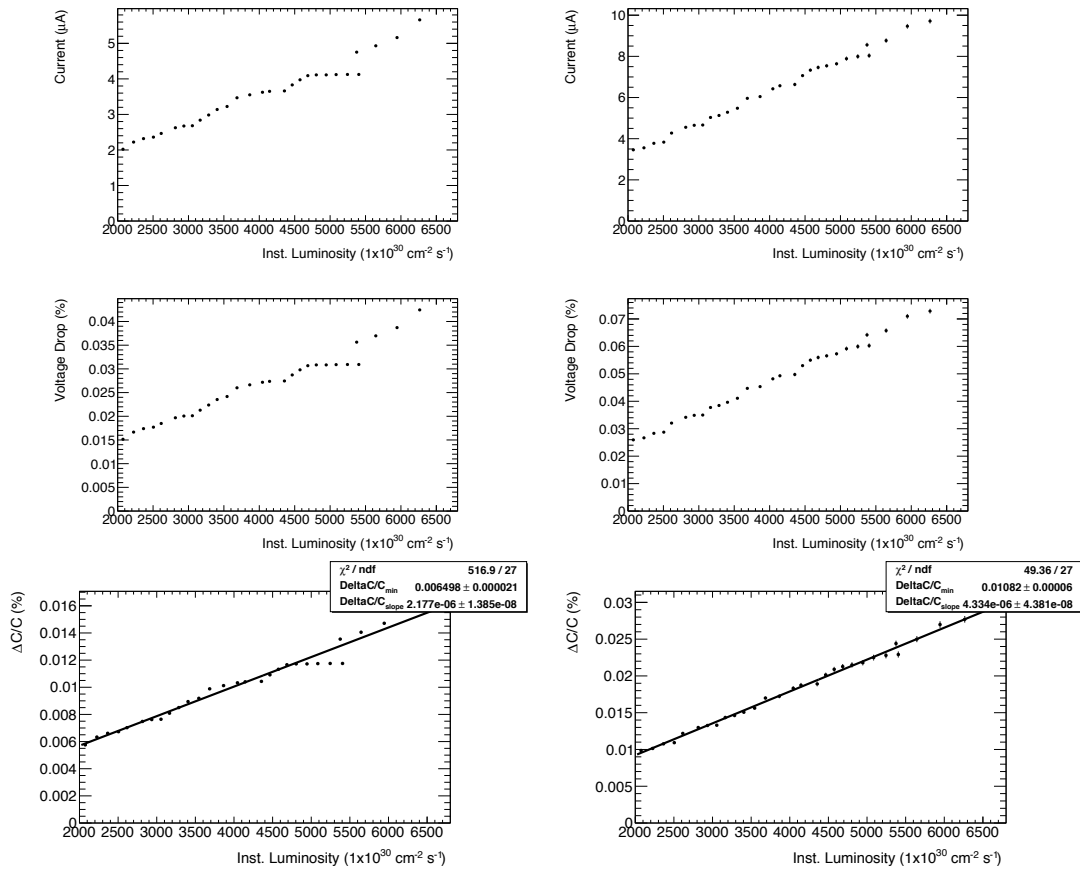 Current (μA)
5
4
3
2
1
0
2000 2500 3000 3500 4000 4500 5000 5500 6000 6500
Inst. Luminosity (1x10³⁰ cm⁻² s⁻¹)
Current (μA)
10
8
6
4
2
0
2000 2500 3000 3500 4000 4500 5000 5500 6000 6500
Inst. Luminosity (1x10³⁰ cm⁻² s⁻¹)
Voltage Drop (%)
0.04
0.035
0.03
0.025
0.02
0.015
0.01
0.005
0
2000 2500 3000 3500 4000 4500 5000 5500 6000 6500
Inst. Luminosity (1x10³⁰ cm⁻² s⁻¹)
Voltage Drop (%)
0.07
0.06
0.05
0.04
0.03
0.02
0.01
0
2000 2500 3000 3500 4000 4500 5000 5500 6000 6500
Inst. Luminosity (1x10³⁰ cm⁻² s⁻¹)
χ² / ndf 516.9 / 27
DeltaC/C_min 0.006498 ± 0.000021
DeltaC/C_slope 2.177e-06 ± 1.385e-08
ΔC/C (%)
0.016
0.014
0.012
0.01
0.008
0.006
0.004
0.002
0
2000 2500 3000 3500 4000 4500 5000 5500 6000 6500
Inst. Luminosity (1x10³⁰ cm⁻² s⁻¹)
χ² / ndf 49.36 / 27
DeltaC/C_min 0.01082 ± 0.00006
DeltaC/C_slope 4.334e-06 ± 4.381e-08
ΔC/C (%)
0.03
0.025
0.02
0.015
0.01
0.005
0
2000 2500 3000 3500 4000 4500 5000 5500 6000 6500
Inst. Luminosity (1x10³⁰ cm⁻² s⁻¹)